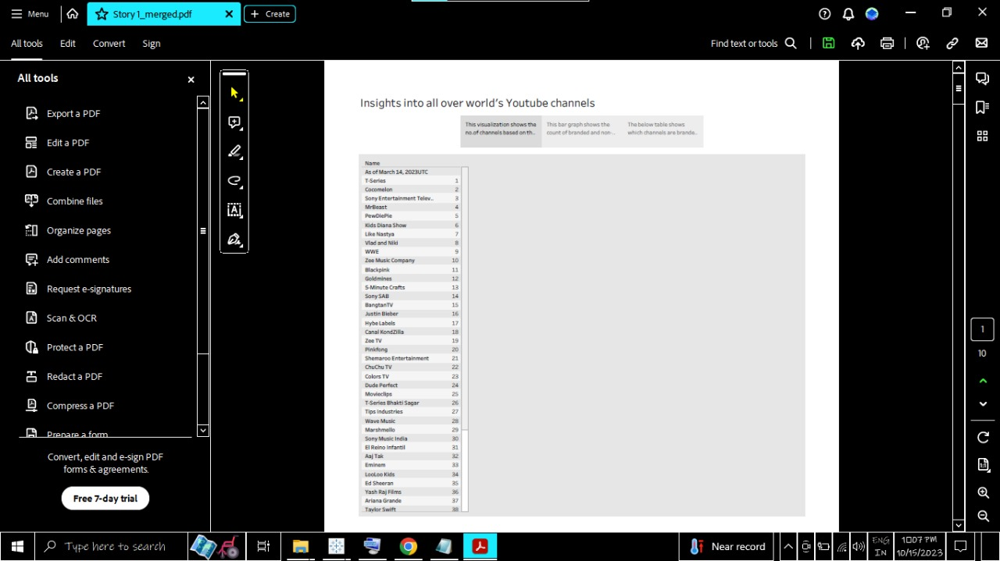 Menu
Story 1_merged.pdf
Create
All tools
Edit
Convert
Sign
Find text or tools
All tools
Export a PDF
Edit a PDF
Create a PDF
Combine files
Organize pages
Add comments
Request e-signatures
Scan & OCR
Protect a PDF
Redact a PDF
Compress a PDF
Prepare a form
Convert, edit and e-sign PDF
forms & agreements.
Free 7-day trial
Insights into all over world's Youtube channels
This visualization shows the
no.of channels based on th..
This bar graph shows the
count of branded and non-..
The below table shows
which channels are brande..
Name
As of March 14, 2023UTC
T-Series 1
Cocomelon 2
Sony Entertainment Telev.. 3
MrBeast 4
PewDiePie 5
Kids Diana Show 6
Like Nastya 7
Vlad and Niki 8
WWE 9
Zee Music Company 10
Blackpink 11
Goldmines 12
5-Minute Crafts 13
Sony SAB 14
BangtanTV 15
Justin Bieber 16
Hybe Labels 17
Canal KondZilla 18
Zee TV 19
Pinkfong 20
Shemaroo Entertainment 21
ChuChu TV 22
Colors TV 23
Dude Perfect 24
Movieclips 25
T-Series Bhakti Sagar 26
Tips Industries 27
Wave Music 28
Marshmello 29
Sony Music India 30
El Reino Infantil 31
Aaj Tak 32
Eminem 33
LooLoo Kids 34
Ed Sheeran 35
Yash Raj Films 36
Ariana Grande 37
Taylor Swift 38
1
10
Type here to search
Near record
ENG
IN
10:07 PM
10/15/2023